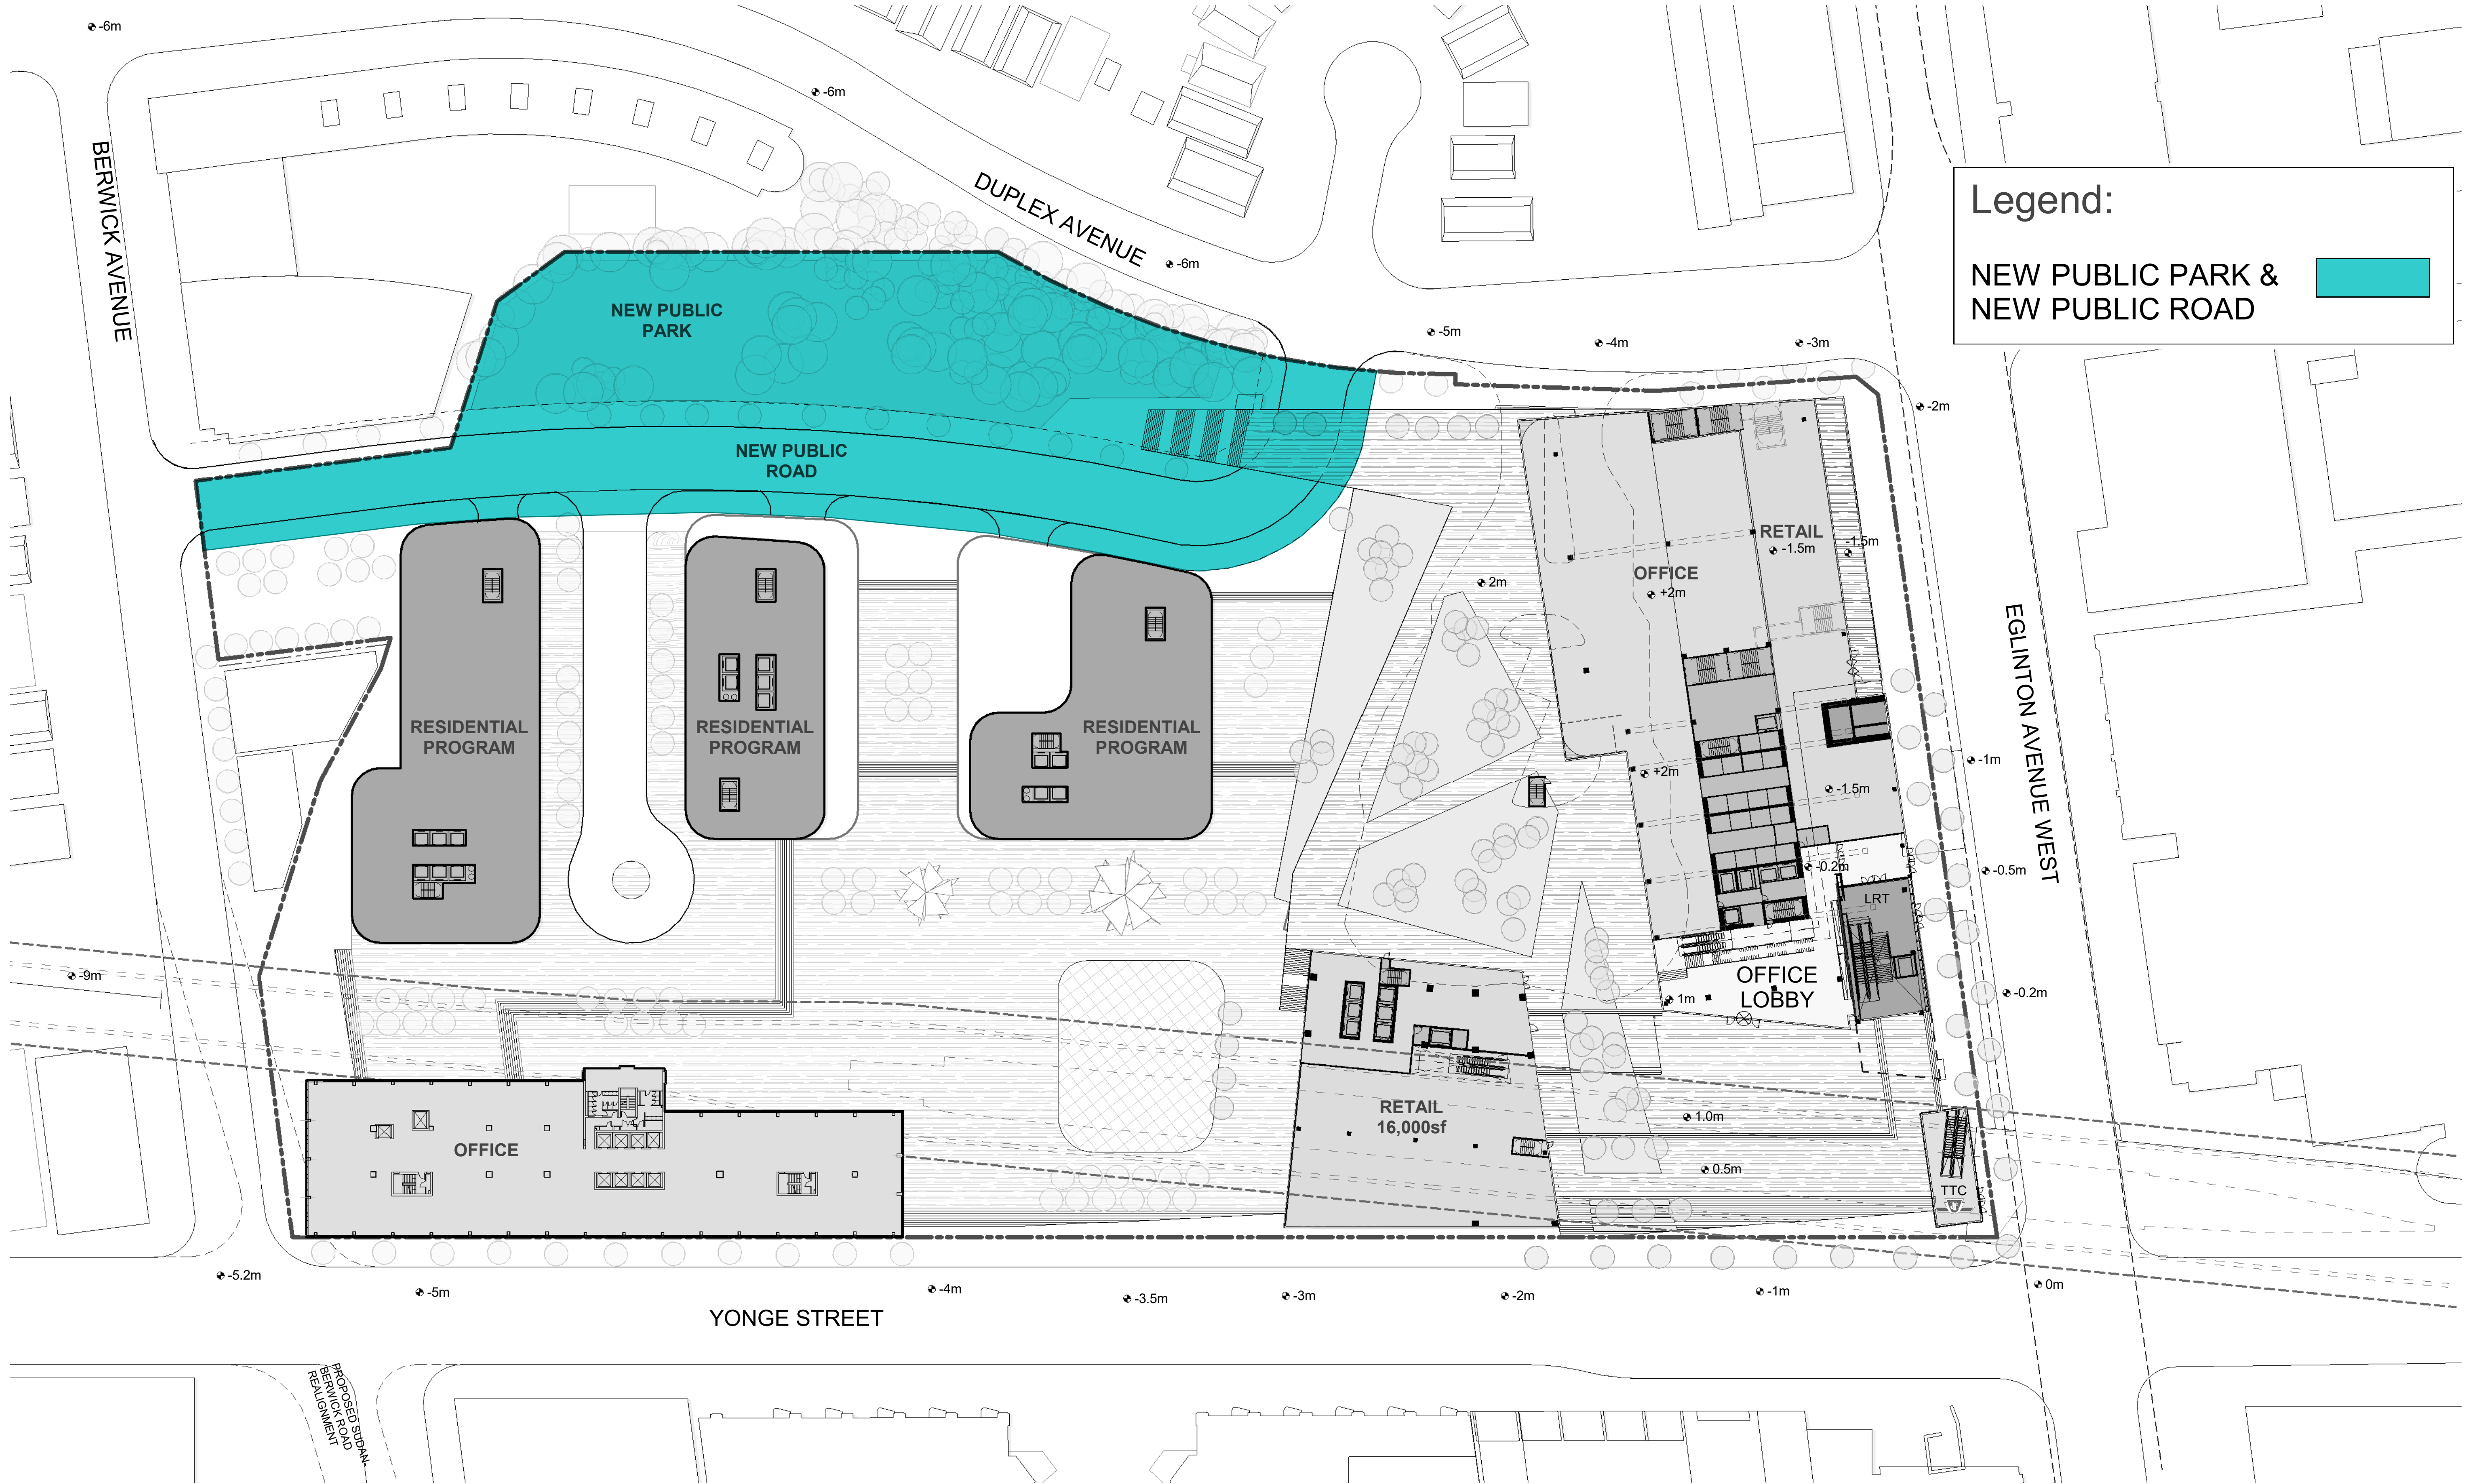 -6m
-6m
BERWICK AVENUE
DUPLEX AVENUE
-6m
Legend:
NEW PUBLIC PARK &
NEW PUBLIC ROAD
NEW PUBLIC
PARK
-5m
-4m
-3m
-2m
NEW PUBLIC
ROAD
RETAIL
-1.5m
-1.5m
OFFICE
+2m
2m
EGLINTON AVENUE WEST
RESIDENTIAL
PROGRAM
RESIDENTIAL
PROGRAM
RESIDENTIAL
PROGRAM
+2m
-1.5m
-1m
-0.2m
-0.5m
LRT
-9m
OFFICE
LOBBY
1m
-0.2m
RETAIL
16,000sf
1.0m
OFFICE
0.5m
TTC
-5.2m
-5m
-4m
-3.5m
-3m
-2m
-1m
0m
YONGE STREET
PROPOSED SUDAN-
BERWICK ROAD
REALIGNMENT